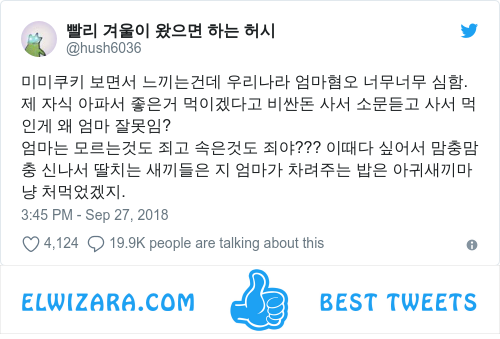 빨리 겨울이 왔으면 하는 허시
@hush6036
미미쿠키 보면서 느끼는건데 우리나라 엄마혐오 너무너무 심함.
제 자식 아파서 좋은거 먹이겠다고 비싼돈 사서 소문듣고 사서 먹
인게 왜 엄마 잘못임?
엄마는 모르는것도 죄고 속은것도 죄야??? 이때다 싶어서 맘충맘
충 신나서 딸치는 새끼들은 지 엄마가 차려주는 밥은 아귀새끼마
냥 처먹었겠지.
3:45 PM - Sep 27, 2018
4,124 19.9K people are talking about this
ELWIZARA.COM BEST TWEETS